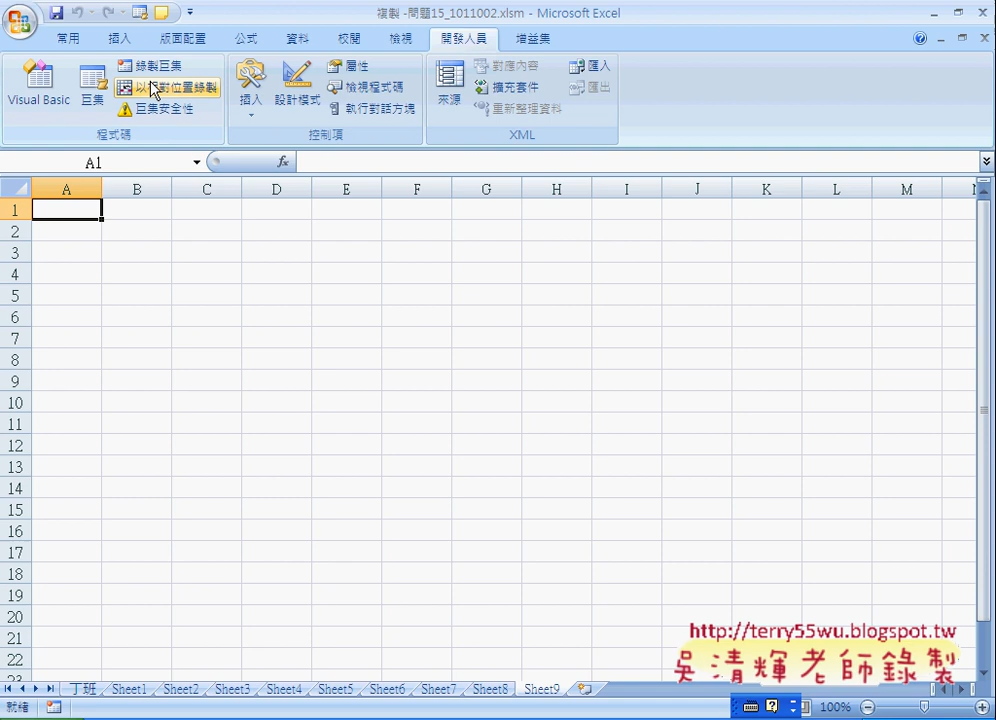 複製 -問題15_1011002.xlsm - Microsoft Excel
常用 插入 版面配置 公式 資料 校閱 檢視 開發人員 增益集
Visual Basic 巨集 錄製巨集 巨集安全性 程式碼
插入 設計模式 屬性 檢視程式碼 執行對話方塊 控制項
來源 對應內容 擴充套件 重新整理資料 匯入 匯出 XML
A1 fx
A B C D E F G H I J K L M
1
2
3
4
5
6
7
8
9
10
11
12
13
14
15
16
17
18
19
20
21
22
http://terry55wu.blogspot.tw
吳清輝老師錄製
丁班 Sheet1 Sheet2 Sheet3 Sheet4 Sheet5 Sheet6 Sheet7 Sheet8 Sheet9
就緒 100%